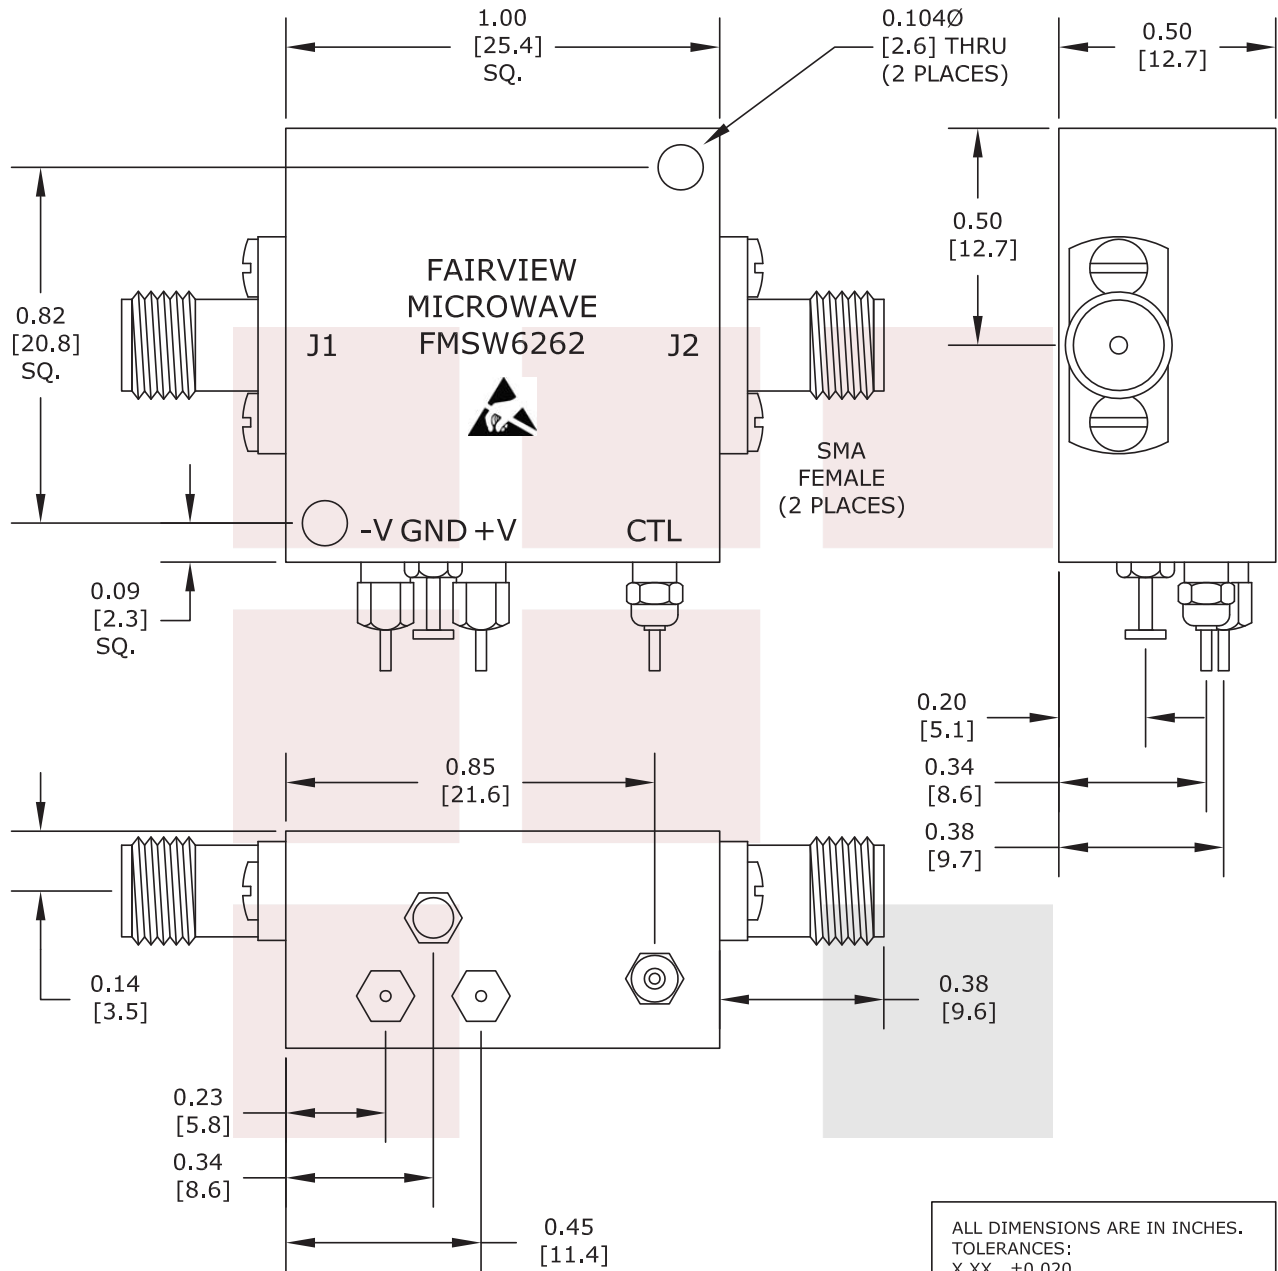 1.00
[25.4]
SQ.
0.104Ø
[2.6] THRU
(2 PLACES)
0.50
[12.7]
0.82
[20.8]
SQ.
FAIRVIEW
MICROWAVE
FMSW6262
J1
J2
0.50
[12.7]
SMA
FEMALE
(2 PLACES)
-V GND +V
CTL
0.09
[2.3]
SQ.
0.20
[5.1]
0.34
[8.6]
0.38
[9.7]
0.85
[21.6]
0.14
[3.5]
0.38
[9.6]
0.23
[5.8]
0.34
[8.6]
0.45
[11.4]
ALL DIMENSIONS ARE IN INCHES.
TOLERANCES:
X.XX ±0.020